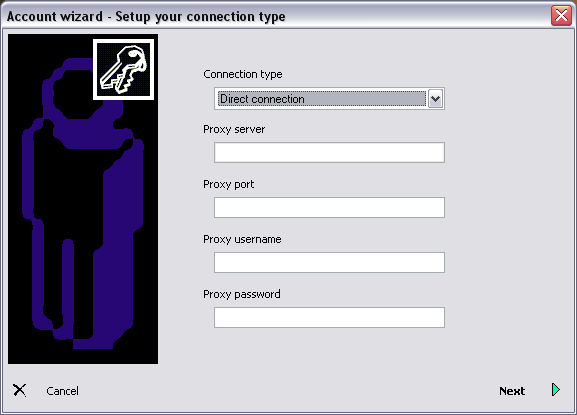 Account wizard - Setup your connection type
Connection type
Direct connection
Proxy server
Proxy port
Proxy username
Proxy password
Cancel
Next